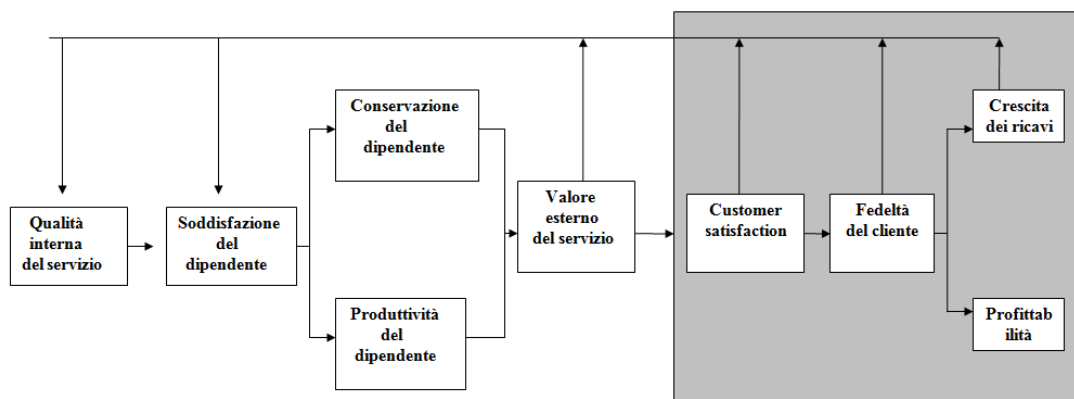 Qualità
interna
del servizio
Soddisfazione
del
dipendente
Conservazione
del
dipendente
Produttività
del
dipendente
Valore
esterno
del servizio
Customer
satisfaction
Fedeltà
del cliente
Crescita
dei ricavi
Profittab
ilità